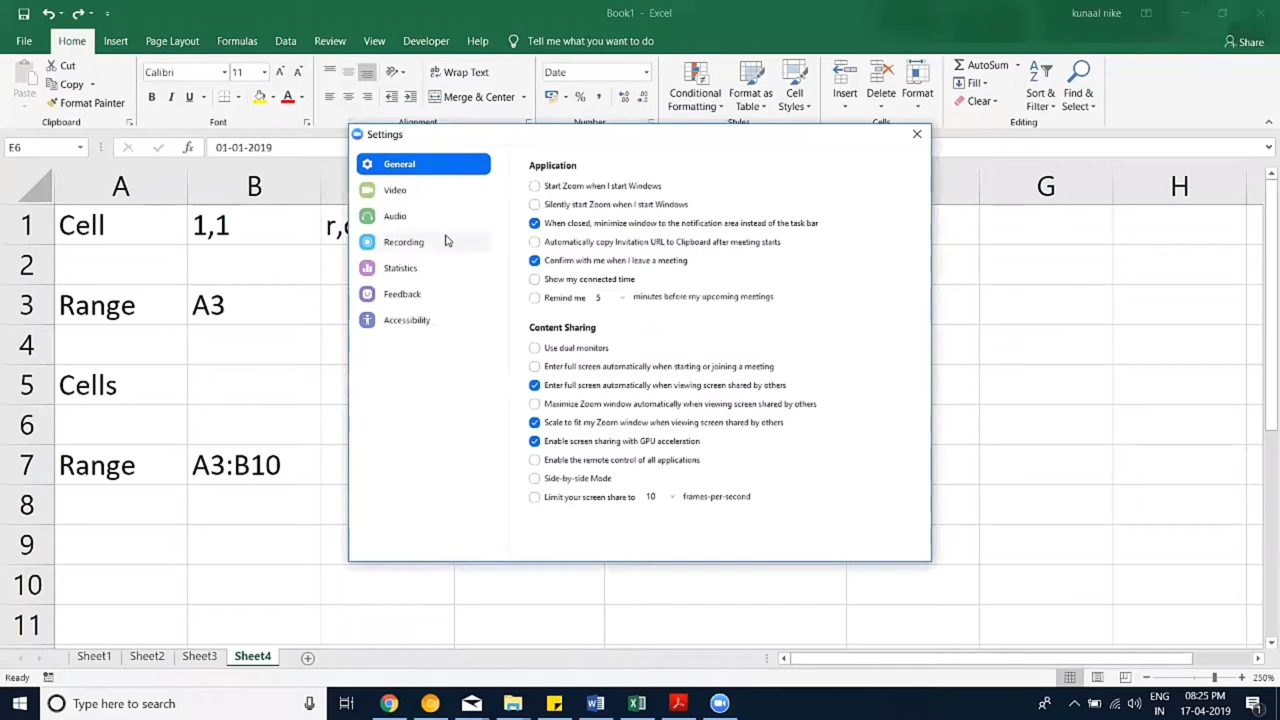 Book1 - Excel
kunaal nike
File Home Insert Page Layout Formulas Data Review View Developer Help Tell me what you want to do
Share
Paste
Cut
Copy
Format Painter
Clipboard
Calibri 11
B I U
Font
Wrap Text
Merge & Center
Alignment
Date
Number
Conditional Formatting
Format as Table
Cell Styles
Styles
Insert
Delete
Format
Cells
AutoSum
Fill
Clear
Sort & Filter
Find & Select
Editing
E6
fx
01-01-2019
A B G H
1 Cell 1,1
2
3 Range A3
4
5 Cells
6
7 Range A3:B10
8
9
10
11
Settings
General
Video
Audio
Recording
Statistics
Feedback
Accessibility
Application
Start Zoom when I start Windows
Silently start Zoom when I start Windows
When closed, minimize window to the notification area instead of the task bar
Automatically copy Invitation URL to Clipboard after meeting starts
Confirm with me when I leave a meeting
Show my connected time
Remind me 5 minutes before my upcoming meetings
Content Sharing
Use dual monitors
Enter full screen automatically when starting or joining a meeting
Enter full screen automatically when viewing screen shared by others
Maximize Zoom window automatically when viewing screen shared by others
Scale to fit my Zoom window when viewing screen shared by others
Enable screen sharing with GPU acceleration
Enable the remote control of all applications
Side-by-side Mode
Limit your screen share to 10 frames-per-second
Sheet1 Sheet2 Sheet3 Sheet4
Ready
250%
Type here to search
ENG
IN
08:25 PM
17-04-2019